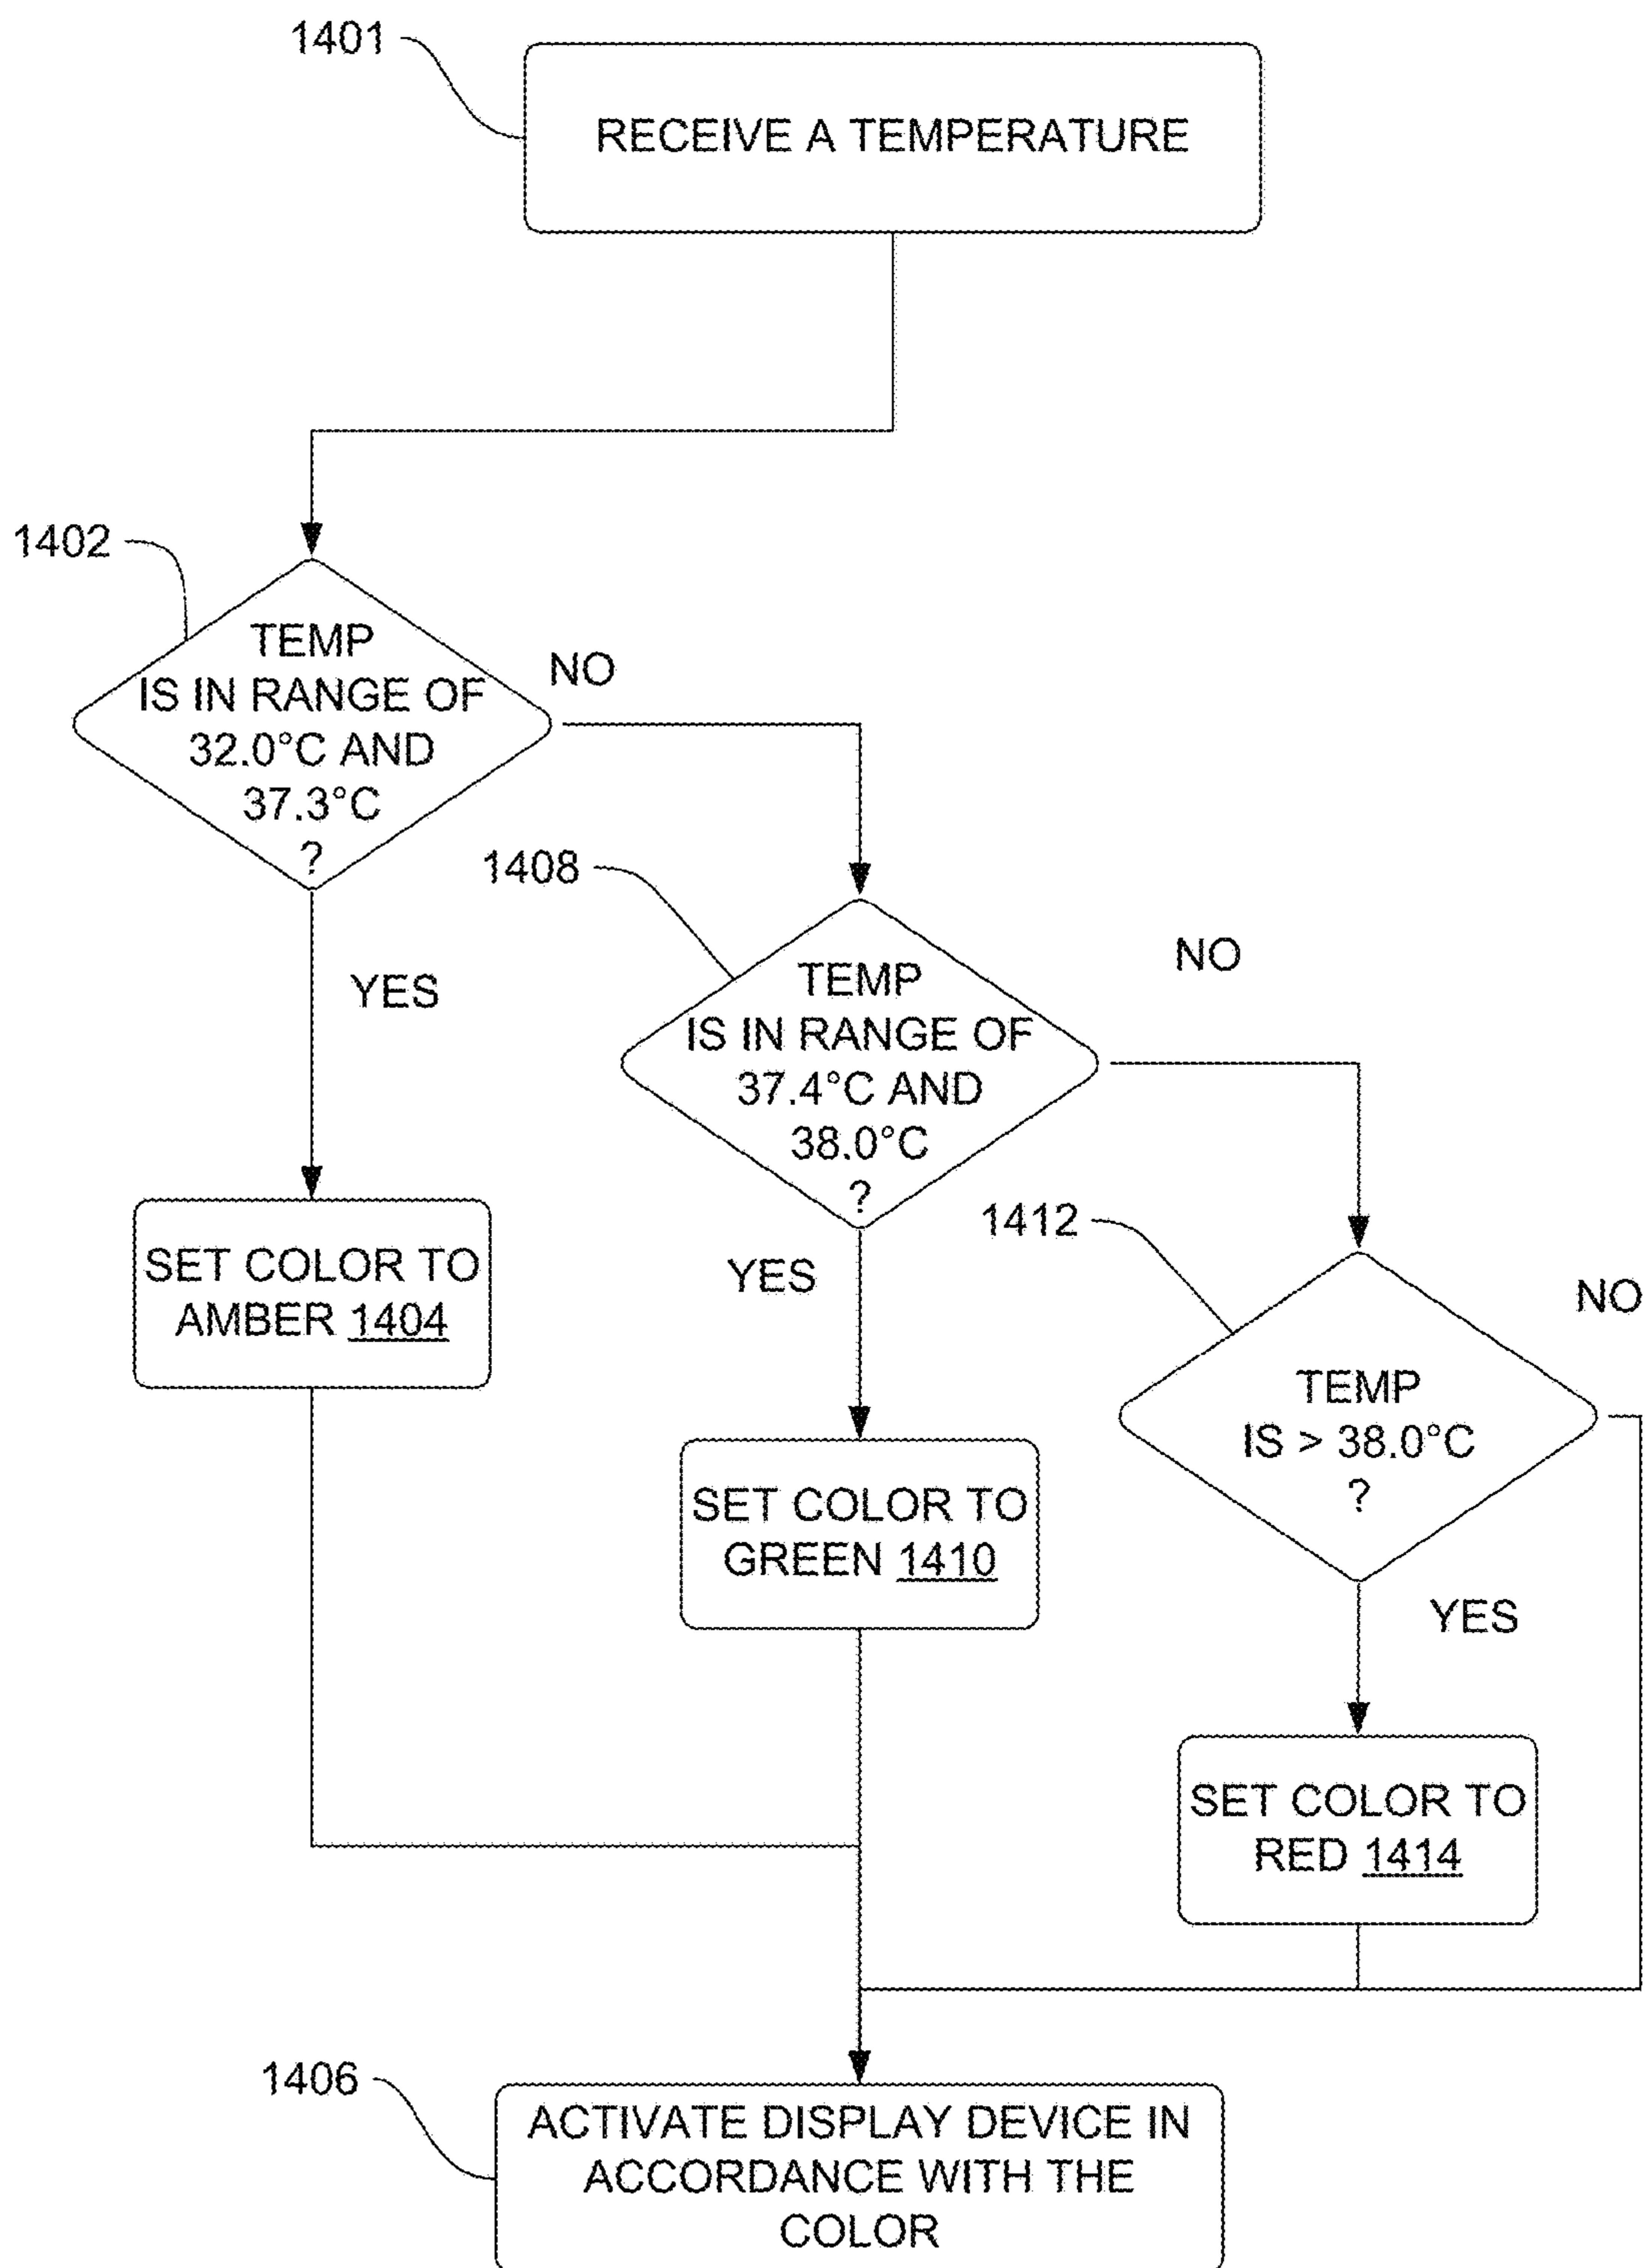 1401
RECEIVE A TEMPERATURE
1402
TEMP
IS IN RANGE OF
32.0°C AND
37.3°C
?
NO
YES
1408
TEMP
IS IN RANGE OF
37.4°C AND
38.0°C
?
NO
YES
SET COLOR TO
AMBER 1404
1412
TEMP
IS > 38.0°C
?
NO
YES
SET COLOR TO
GREEN 1410
SET COLOR TO
RED 1414
1406
ACTIVATE DISPLAY DEVICE IN
ACCORDANCE WITH THE
COLOR